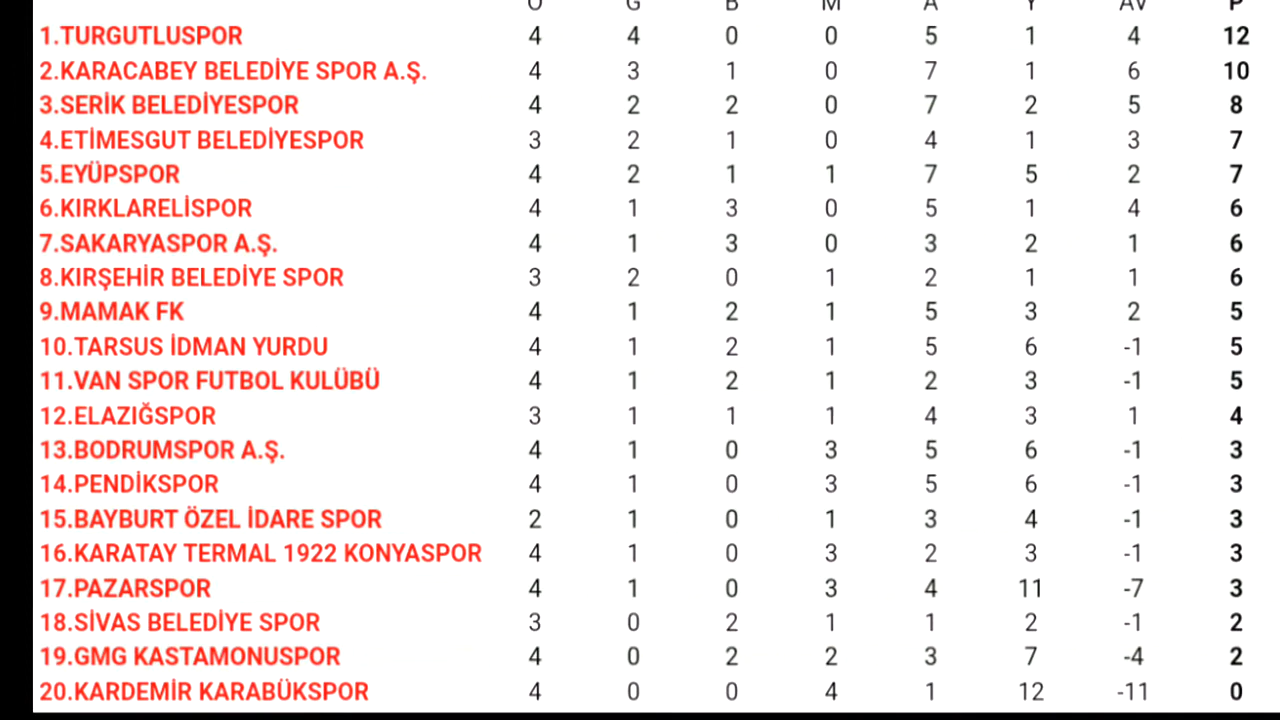 O G B M A Y AV P
1.TURGUTLUSPOR 4 4 0 0 5 1 4 12
2.KARACABEY BELEDİYE SPOR A.Ş. 4 3 1 0 7 1 6 10
3.SERİK BELEDİYESPOR 4 2 2 0 7 2 5 8
4.ETİMESGUT BELEDİYESPOR 3 2 1 0 4 1 3 7
5.EYÜPSPOR 4 2 1 1 7 5 2 7
6.KIRKLARELİSPOR 4 1 3 0 5 1 4 6
7.SAKARYASPOR A.Ş. 4 1 3 0 3 2 1 6
8.KIRŞEHİR BELEDİYE SPOR 3 2 0 1 2 1 1 6
9.MAMAK FK 4 1 2 1 5 3 2 5
10.TARSUS İDMAN YURDU 4 1 2 1 5 6 -1 5
11.VAN SPOR FUTBOL KULÜBÜ 4 1 2 1 2 3 -1 5
12.ELAZIĞSPOR 3 1 1 1 4 3 1 4
13.BODRUMSPOR A.Ş. 4 1 0 3 5 6 -1 3
14.PENDİKSPOR 4 1 0 3 5 6 -1 3
15.BAYBURT ÖZEL İDARE SPOR 2 1 0 1 3 4 -1 3
16.KARATAY TERMAL 1922 KONYASPOR 4 1 0 3 2 3 -1 3
17.PAZARSPOR 4 1 0 3 4 11 -7 3
18.SİVAS BELEDİYE SPOR 3 0 2 1 1 2 -1 2
19.GMG KASTAMONUSPOR 4 0 2 2 3 7 -4 2
20.KARDEMİR KARABÜKSPOR 4 0 0 4 1 12 -11 0